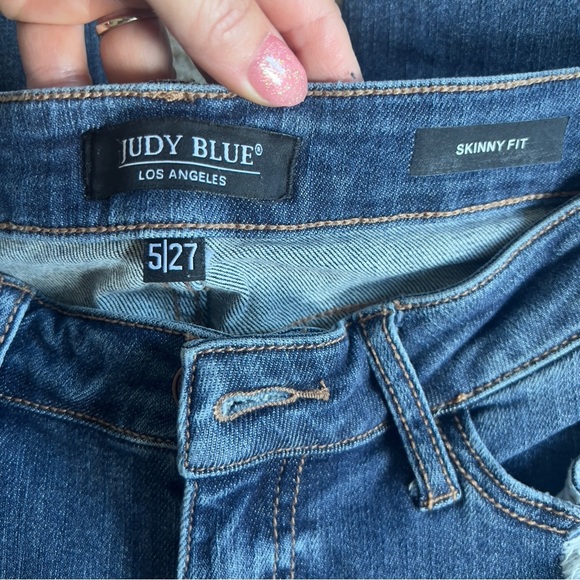 JUDY BLUE®
LOS ANGELES
SKINNY FIT
5|27